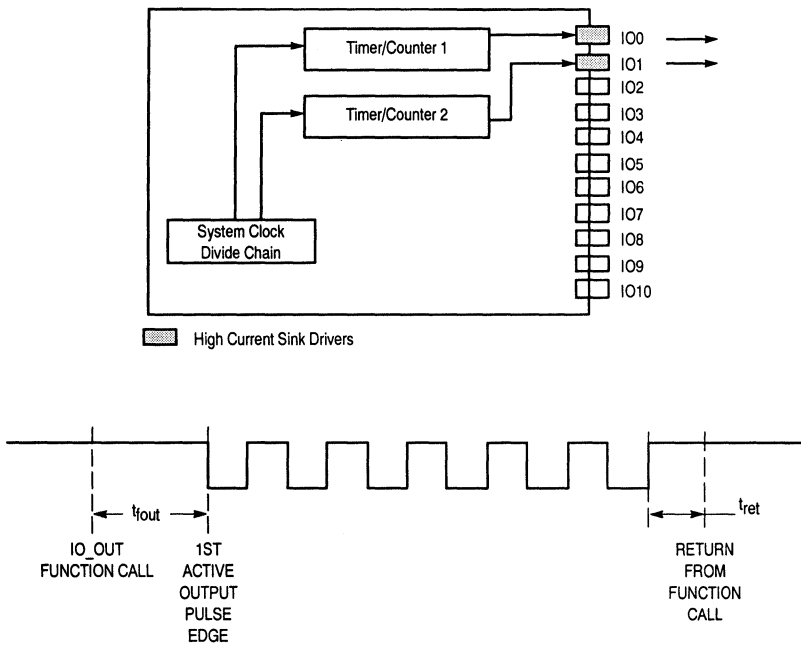 Timer/Counter 1
Timer/Counter 2
System Clock
Divide Chain
IO0
IO1
IO2
IO3
IO4
IO5
IO6
IO7
IO8
IO9
IO10
High Current Sink Drivers
tfout
tret
IO_OUT
FUNCTION CALL
1ST
ACTIVE
OUTPUT
PULSE
EDGE
RETURN
FROM
FUNCTION
CALL